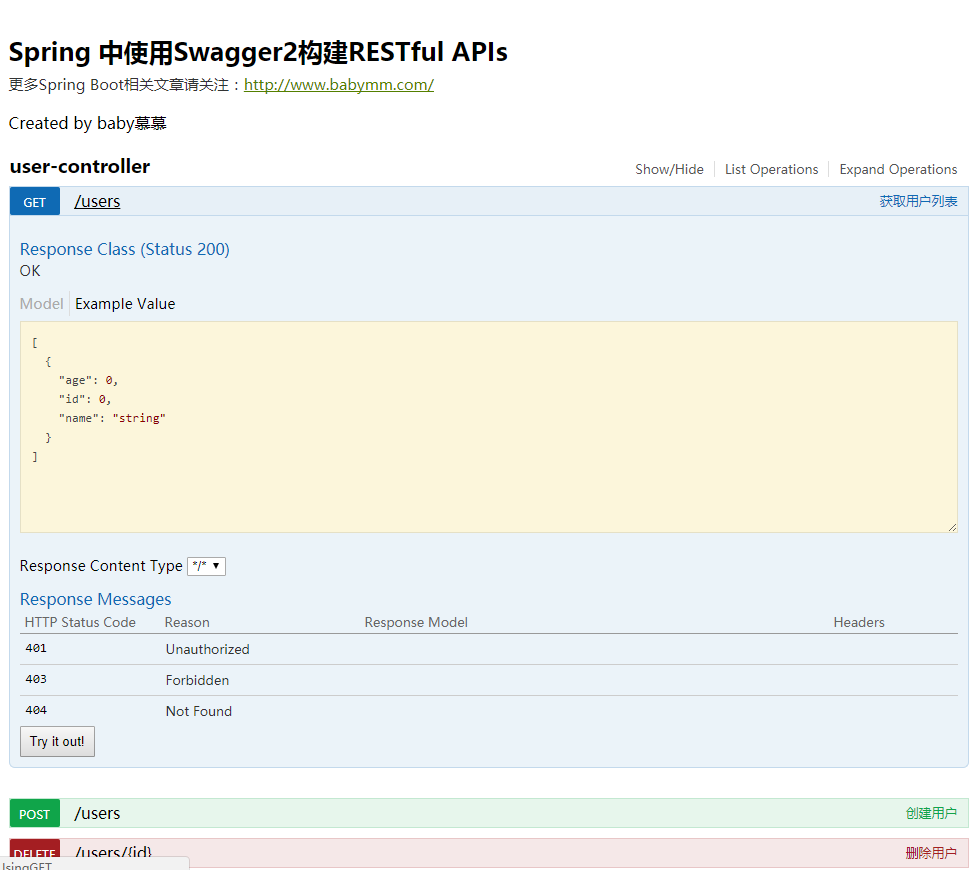 Spring 中使用Swagger2构建RESTful APIs
更多Spring Boot相关文章请关注：http://www.babymm.com/
Created by baby慕慕
user-controller Show/Hide List Operations Expand Operations
GET /users 获取用户列表
Response Class (Status 200)
OK
Model Example Value
[
{
"age": 0,
"id": 0,
"name": "string"
}
]
Response Content Type */*
Response Messages
HTTP Status Code Reason Response Model Headers
401 Unauthorized
403 Forbidden
404 Not Found
Try it out!
POST /users 创建用户
DELETE /users/{id} 删除用户